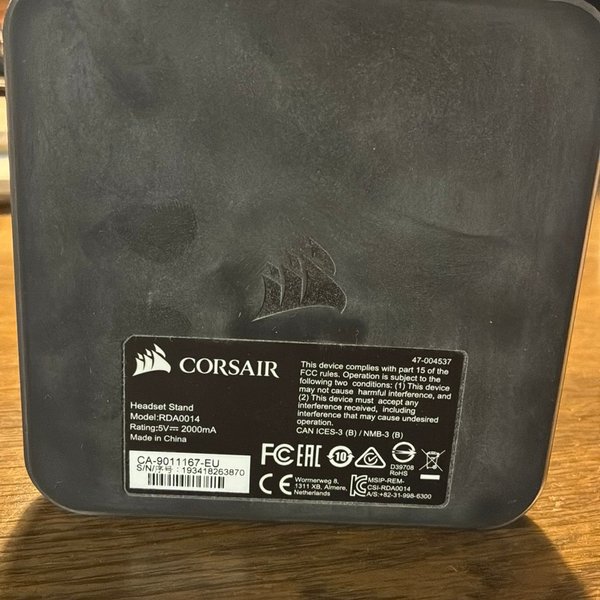 47-004537
CORSAIR
Headset Stand
Model:RDA0014
Rating:5V⎓ 2000mA
Made in China
CA-9011167-EU
S/N/序号: 193418263870
This device complies with part 15 of the
FCC rules. Operation is subject to the
following two conditions: (1) This device
may not cause harmful interference, and
(2) This device must accept any
interference received, including
interference that may cause undesired
operation.
CAN ICES-3 (B) / NMB-3 (B)
FC EAC 10
D39708
RoHS
CE
Wormerweg 8,
1311 XB, Almere,
Netherlands
MSIP-REM-
CSI-RDA0014
A/S:+82-31-998-6300